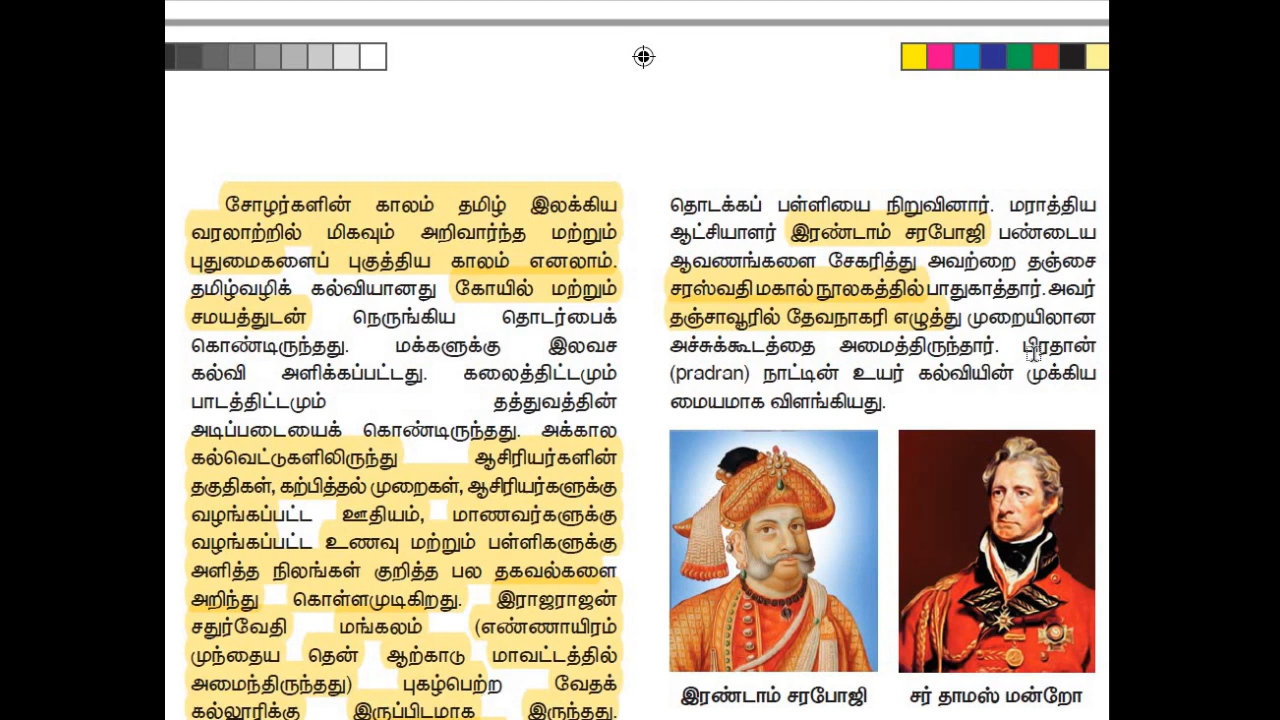 சோழர்களின் காலம் தமிழ் இலக்கிய
வரலாற்றில் மிகவும் அறிவார்ந்த மற்றும்
புதுமைகளைப் புகுத்திய காலம் எனலாம்.
தமிழ்வழிக் கல்வியானது கோயில் மற்றும்
சமயத்துடன் நெருங்கிய தொடர்பைக்
கொண்டிருந்தது. மக்களுக்கு இலவச
கல்வி அளிக்கப்பட்டது. கலைத்திட்டமும்
பாடத்திட்டமும் தத்துவத்தின்
அடிப்படையைக் கொண்டிருந்தது. அக்கால
கல்வெட்டுகளிலிருந்து ஆசிரியர்களின்
தகுதிகள், கற்பித்தல் முறைகள், ஆசிரியர்களுக்கு
வழங்கப்பட்ட ஊதியம், மாணவர்களுக்கு
வழங்கப்பட்ட உணவு மற்றும் பள்ளிகளுக்கு
அளித்த நிலங்கள் குறித்த பல தகவல்களை
அறிந்து கொள்ளமுடிகிறது. இராஜராஜன்
சதுர்வேதி மங்கலம் (எண்ணாயிரம்
முந்தைய தென் ஆற்காடு மாவட்டத்தில்
அமைந்திருந்தது) புகழ்பெற்ற வேதக்
கல்லூரிக்கு இருப்பிடமாக இருந்தது.
தொடக்கப் பள்ளியை நிறுவினார். மராத்திய
ஆட்சியாளர் இரண்டாம் சரபோஜி பண்டைய
ஆவணங்களை சேகரித்து அவற்றை தஞ்சை
சரஸ்வதி மகால் நூலகத்தில் பாதுகாத்தார். அவர்
தஞ்சாவூரில் தேவநாகரி எழுத்து முறையிலான
அச்சுக்கூடத்தை அமைத்திருந்தார். பிரதான்
(pradran) நாட்டின் உயர் கல்வியின் முக்கிய
மையமாக விளங்கியது.
இரண்டாம் சரபோஜி
சர் தாமஸ் மன்றோ